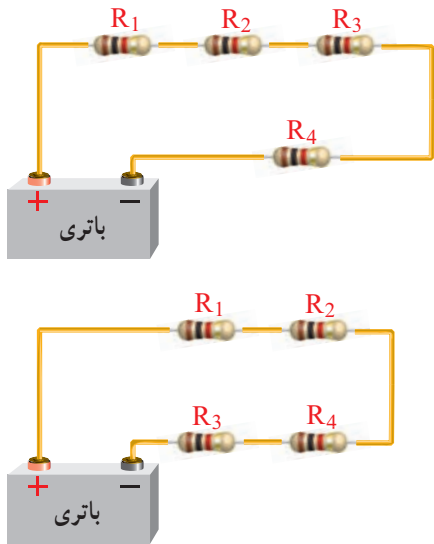 R₁ R₂ R₃
R₄
+ −
باتری
R₁ R₂
R₃ R₄
+ −
باتری